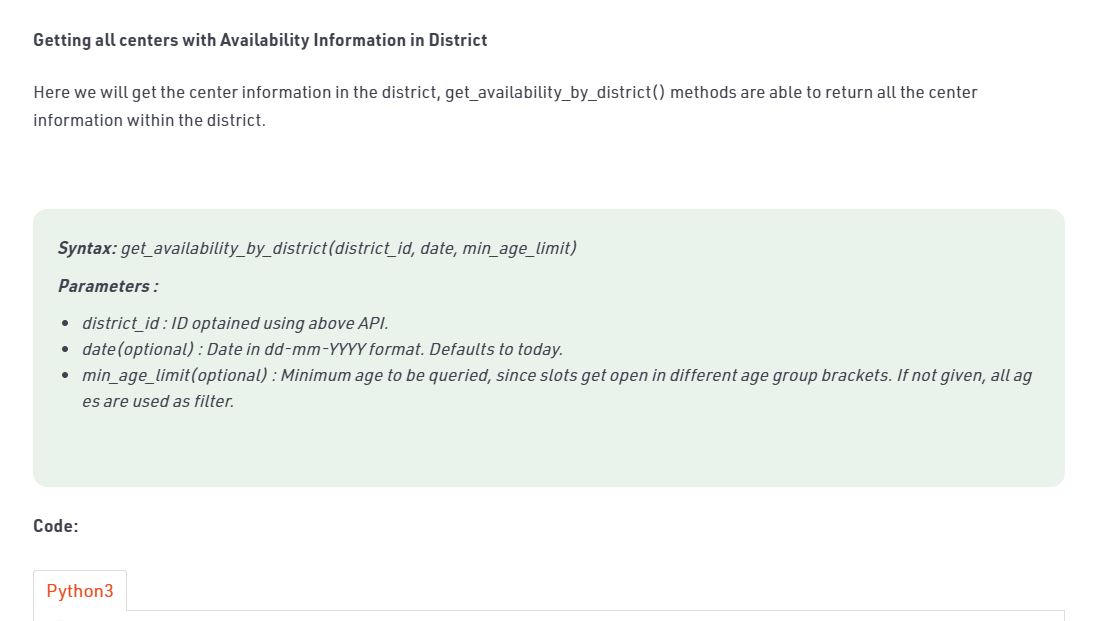 Getting all centers with Availability Information in District
Here we will get the center information in the district, get_availability_by_district() methods are able to return all the center
information within the district.
Syntax: get_availability_by_district(district_id, date, min_age_limit)
Parameters :
• district_id : ID optained using above API.
• date(optional) : Date in dd-mm-YYYY format. Defaults to today.
• min_age_limit(optional) : Minimum age to be queried, since slots get open in different age group brackets. If not given, all ag
es are used as filter.
Code:
Python3